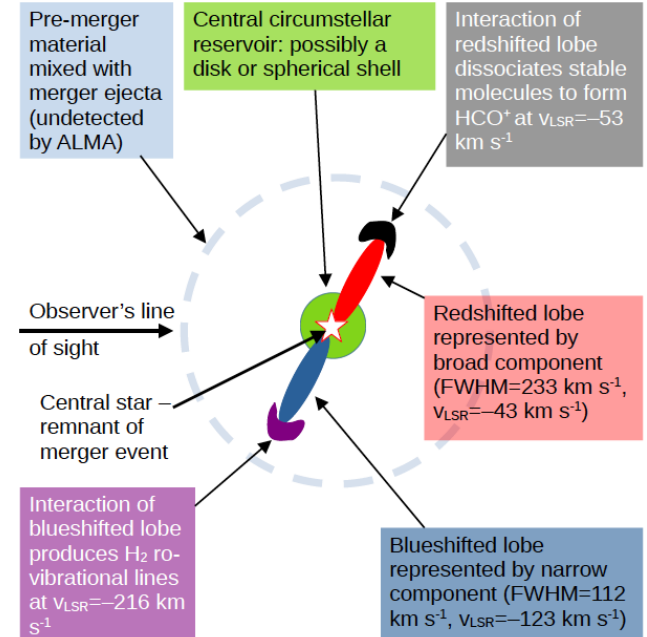 Pre-merger
material
mixed with
merger ejecta
(undetected
by ALMA)
Central circumstellar
reservoir: possibly a
disk or spherical shell
Interaction of
redshifted lobe
dissociates stable
molecules to form
HCO⁺ at vLSR=–53
km s⁻¹
Observer’s line
of sight
Central star –
remnant of
merger event
Redshifted lobe
represented by
broad component
(FWHM=233 km s⁻¹,
vLSR=–43 km s⁻¹)
Interaction of
blueshifted lobe
produces H₂ ro-
vibrational lines
at vLSR=–216 km
s⁻¹
Blueshifted lobe
represented by narrow
component (FWHM=112
km s⁻¹, vLSR=–123 km s⁻¹)